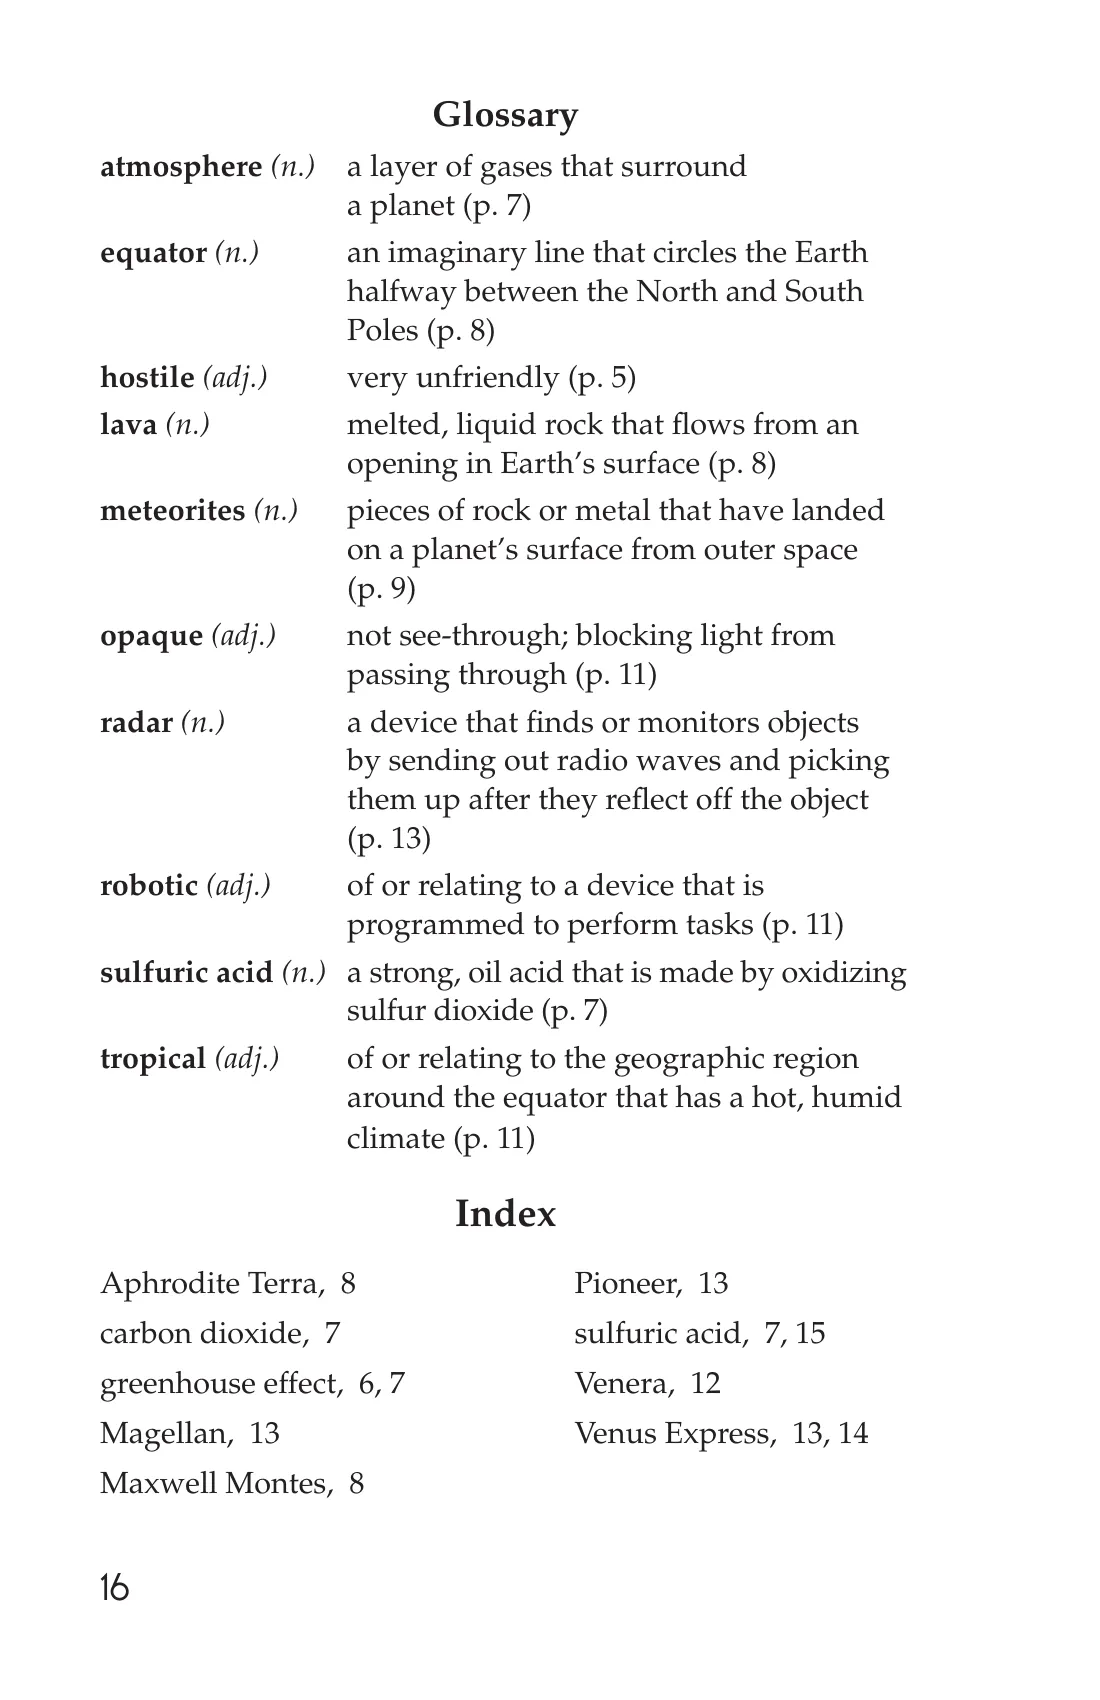 Glossary
atmosphere (n.) a layer of gases that surround
a planet (p. 7)
equator (n.) an imaginary line that circles the Earth
halfway between the North and South
Poles (p. 8)
hostile (adj.) very unfriendly (p. 5)
lava (n.) melted, liquid rock that flows from an
opening in Earth’s surface (p. 8)
meteorites (n.) pieces of rock or metal that have landed
on a planet’s surface from outer space
(p. 9)
opaque (adj.) not see-through; blocking light from
passing through (p. 11)
radar (n.) a device that finds or monitors objects
by sending out radio waves and picking
them up after they reflect off the object
(p. 13)
robotic (adj.) of or relating to a device that is
programmed to perform tasks (p. 11)
sulfuric acid (n.) a strong, oil acid that is made by oxidizing
sulfur dioxide (p. 7)
tropical (adj.) of or relating to the geographic region
around the equator that has a hot, humid
climate (p. 11)
Index
Aphrodite Terra, 8
carbon dioxide, 7
greenhouse effect, 6, 7
Magellan, 13
Maxwell Montes, 8
Pioneer, 13
sulfuric acid, 7, 15
Venera, 12
Venus Express, 13, 14
16